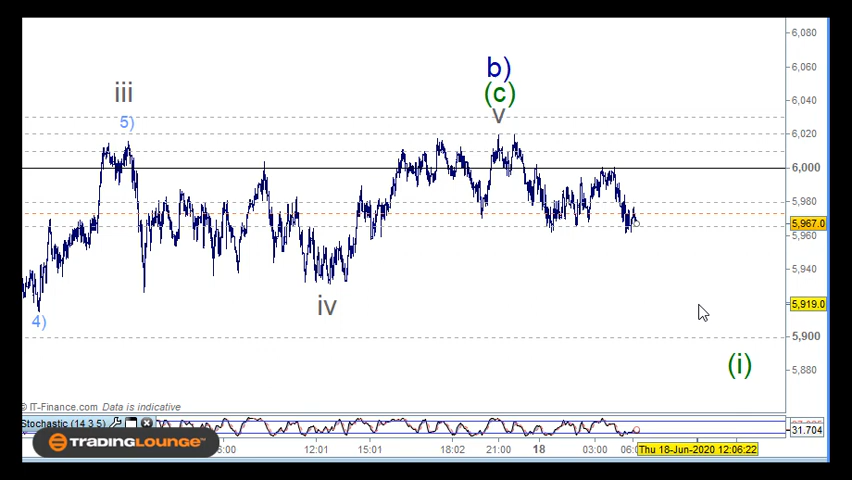 6,080
6,060
6,040
6,020
6,000
5,980
5,967.0
5,960
5,940
5,919.0
5,900
5,880
b)
(c)
v
iii
5)
iv
4)
(i)
© IT-Finance.com Data is indicative
Stochastic (14 3 5)
31.704
TRADINGLOUNGE™
6:00
12:01
15:01
18:02
21:00
18
03:00
Thu 18-Jun-2020 12:06:22